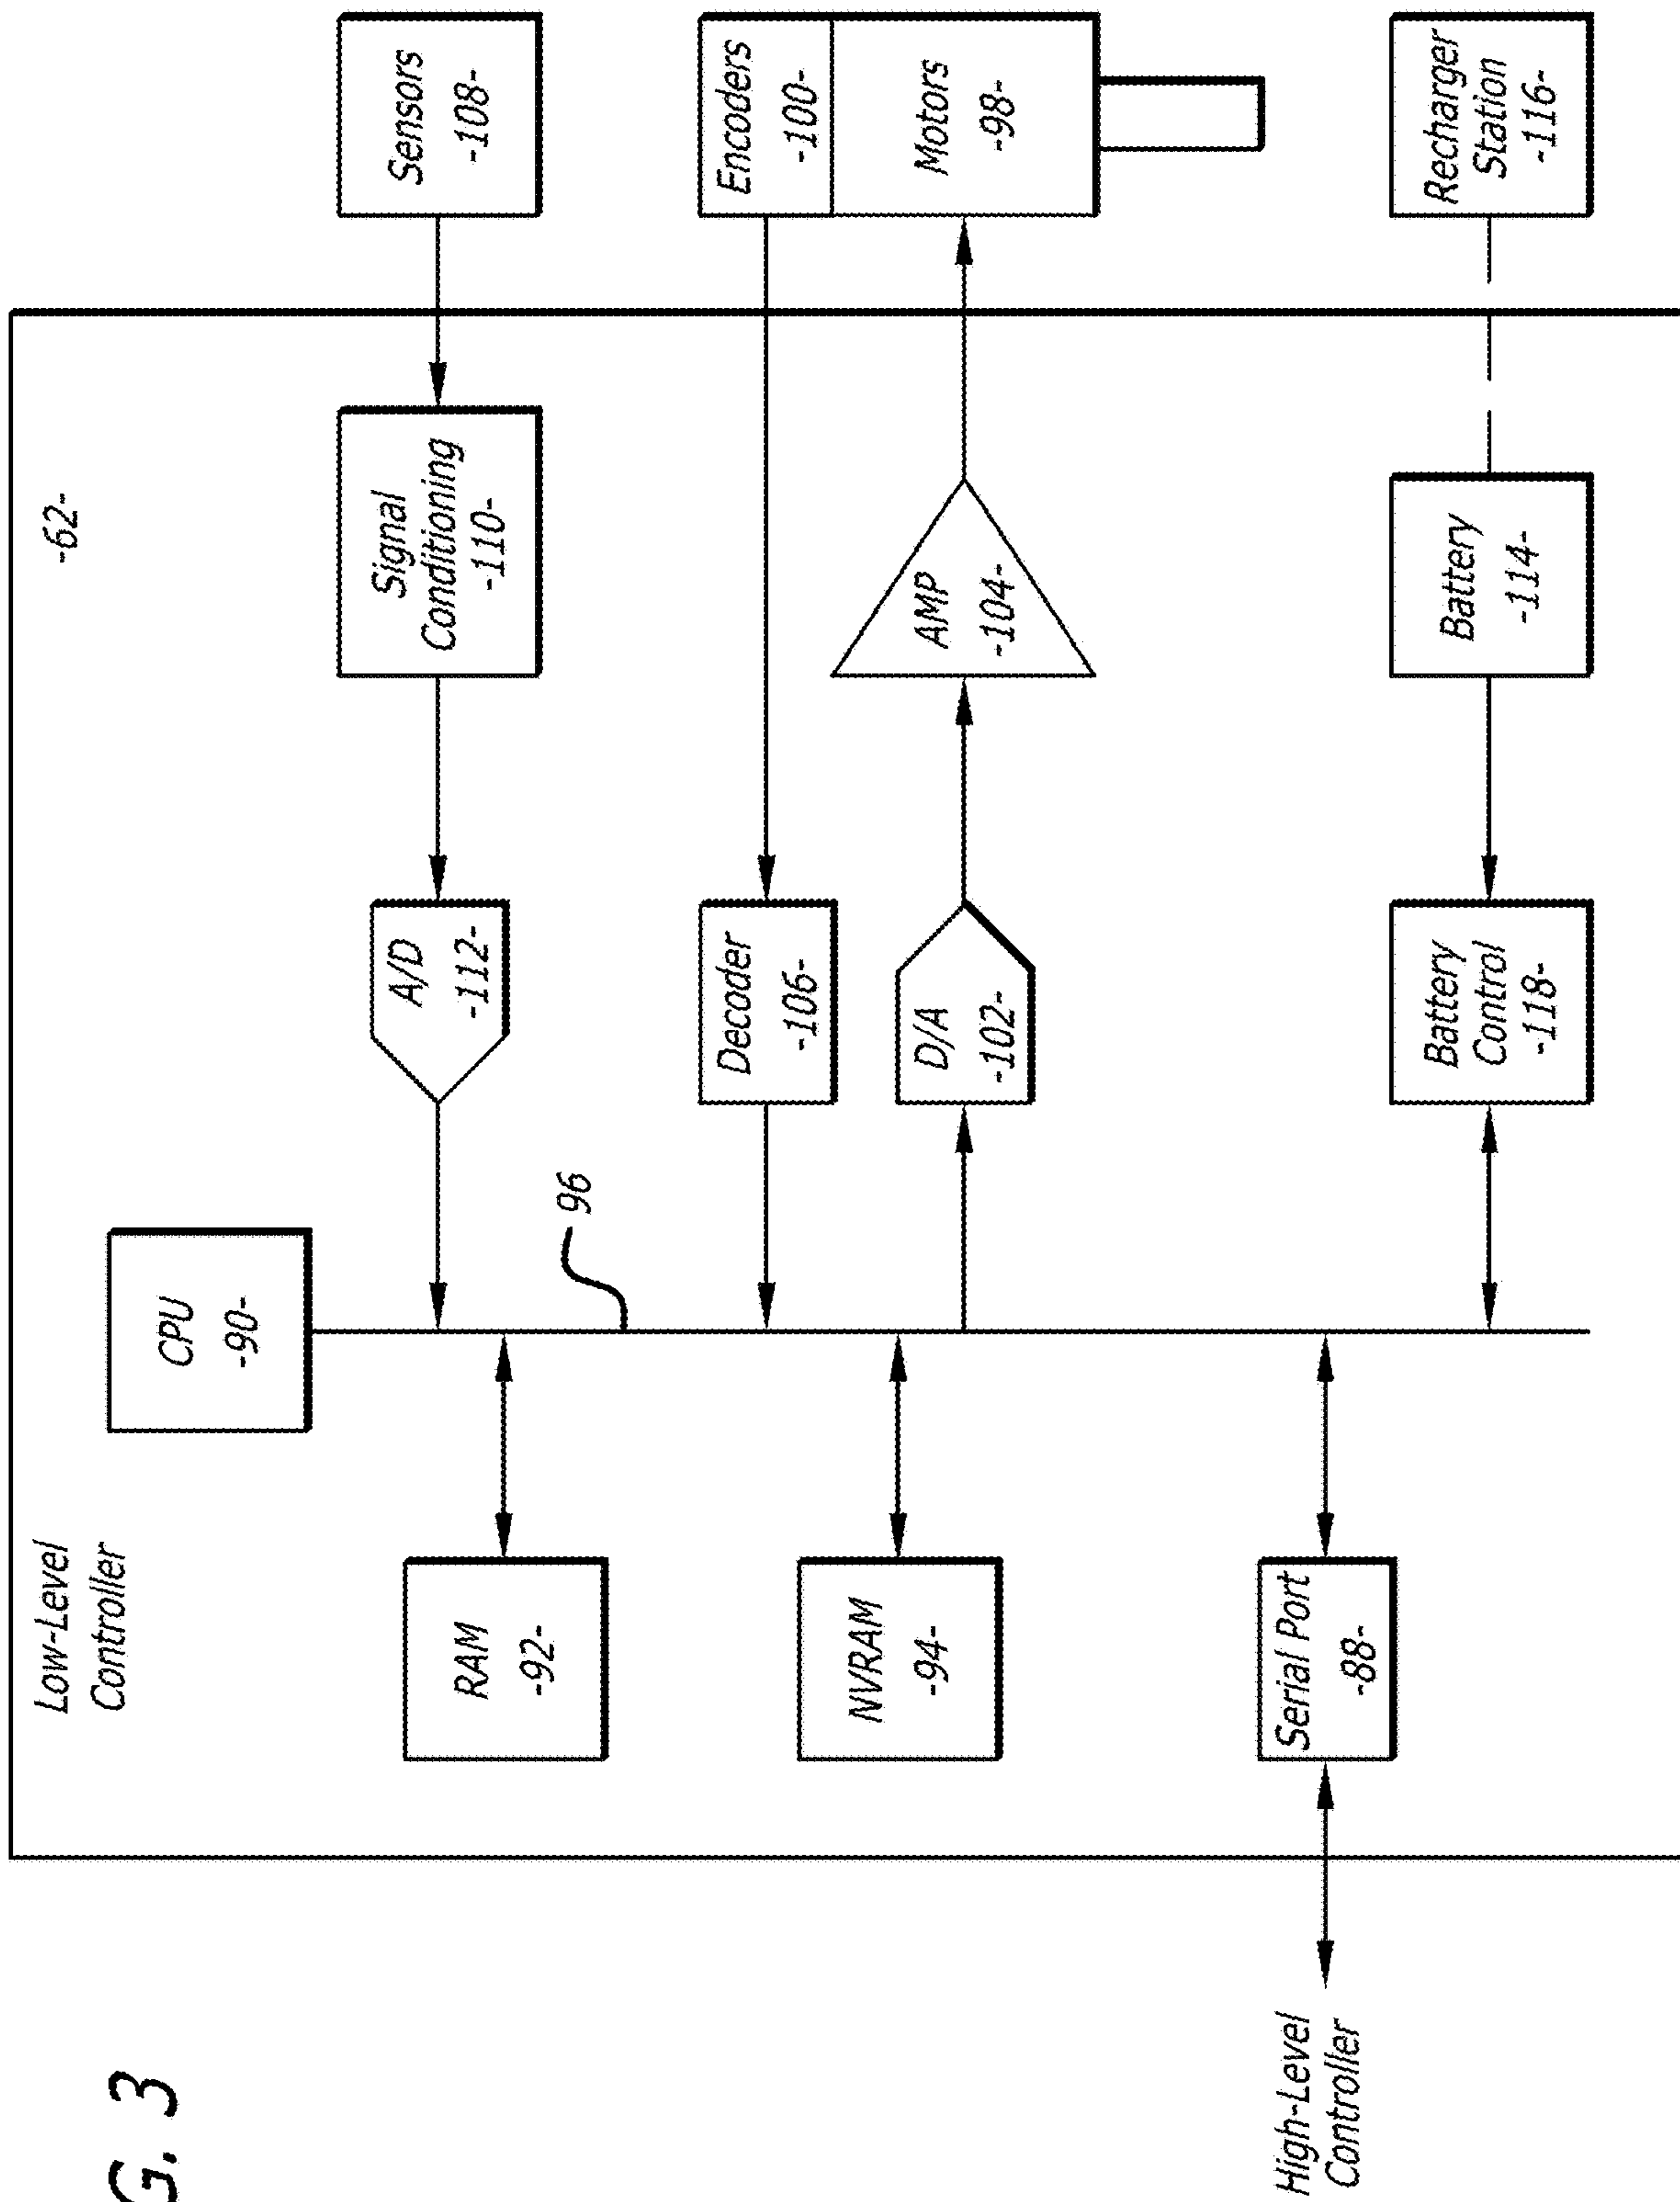 Low-Level
Controller
-62-
CPU
-90-
RAM
-92-
96
A/D
-112-
Signal
Conditioning
-110-
Sensors
-108-
Encoders
-100-
Decoder
-106-
NVRAM
-94-
D/A
-102-
AMP
-104-
Motors
-98-
Serial Port
-88-
High-Level
Controller
Battery
Control
-118-
Battery
-114-
Recharger
Station
-116-
G. 3